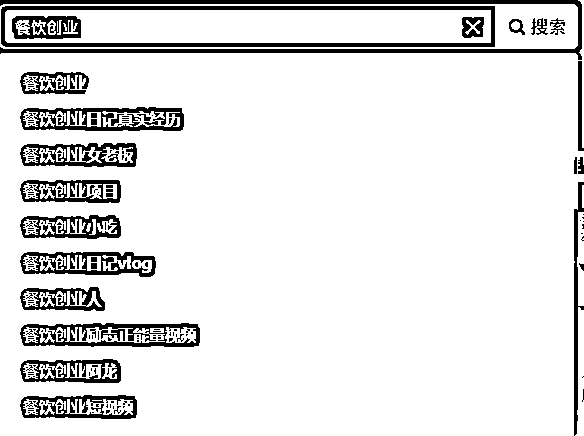 餐饮创业
搜索
餐饮创业
餐饮创业日记真实经历
餐饮创业女老板
餐饮创业项目
餐饮创业小吃
餐饮创业日记vlog
餐饮创业人
餐饮创业励志正能量视频
餐饮创业阿龙
餐饮创业短视频